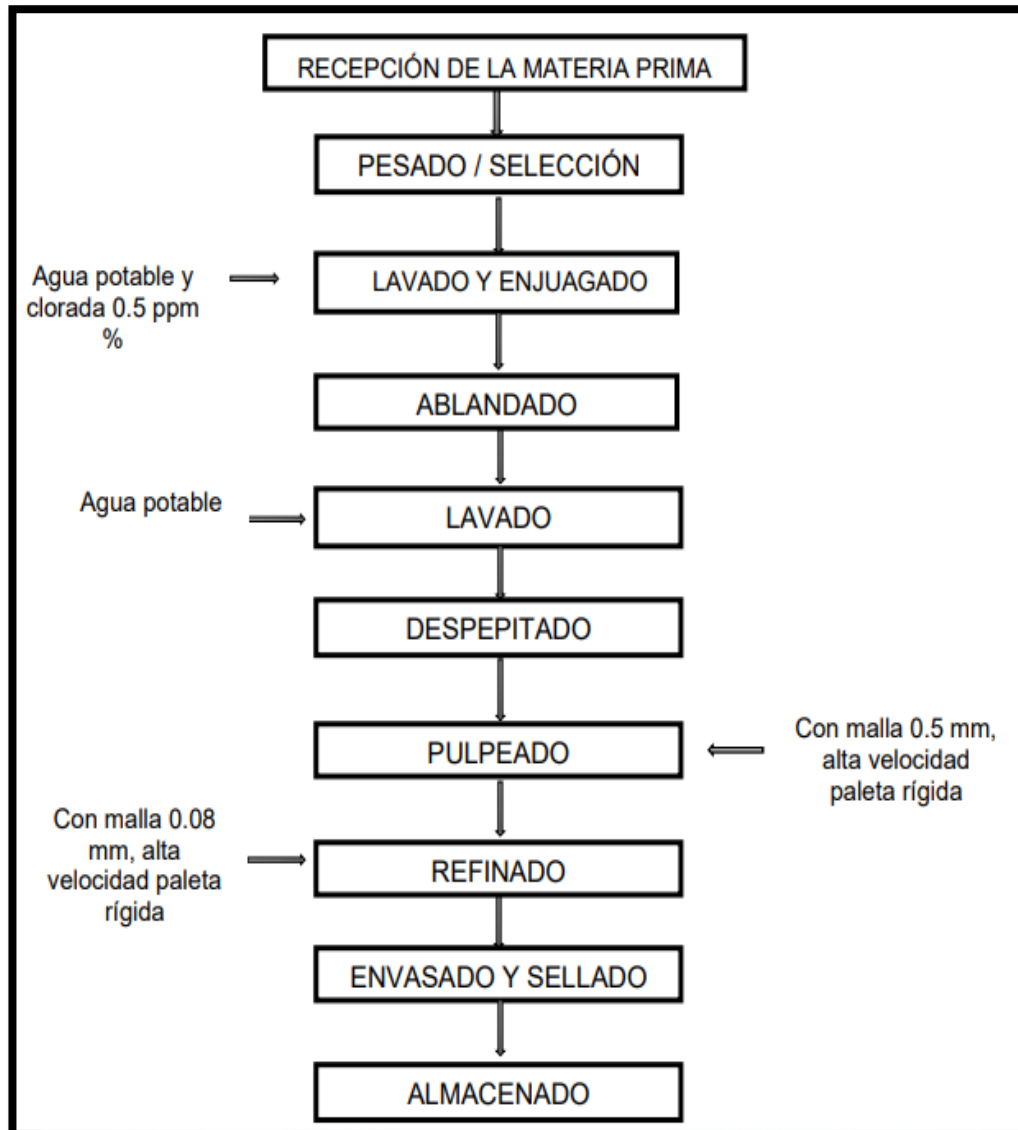 RECEPCIÓN DE LA MATERIA PRIMA
PESADO / SELECCIÓN
Agua potable y
clorada 0.5 ppm
%
LAVADO Y ENJUAGADO
ABLANDADO
Agua potable
LAVADO
DESPEPITADO
PULPEADO
Con malla 0.5 mm,
alta velocidad
paleta rígida
Con malla 0.08
mm, alta
velocidad paleta
rígida
REFINADO
ENVASADO Y SELLADO
ALMACENADO